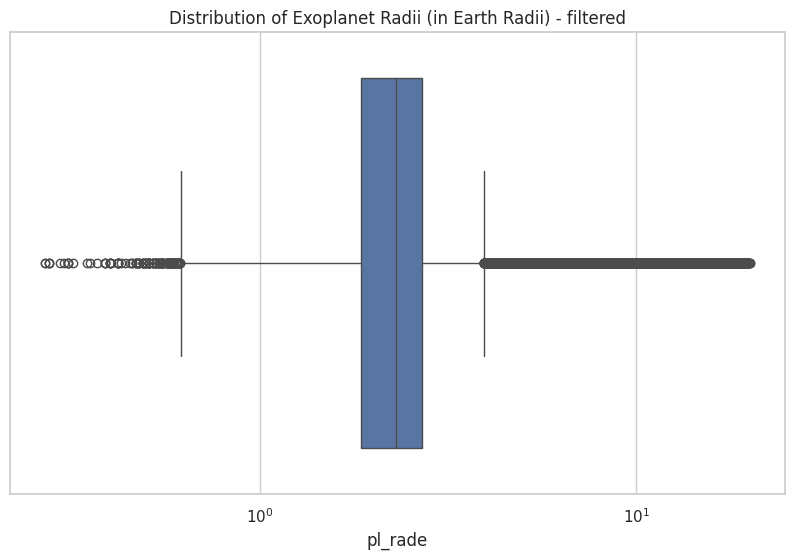 Distribution of Exoplanet Radii (in Earth Radii) - filtered
10⁰ 10¹
pl_rade